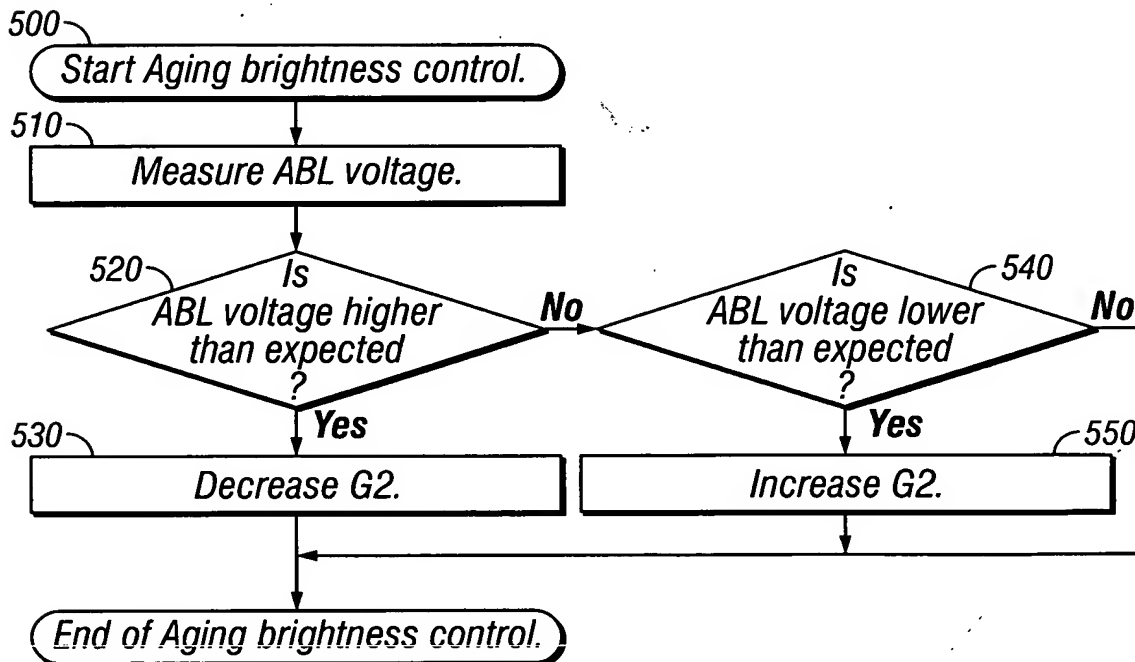 500
Start Aging brightness control.
510
Measure ABL voltage.
520
Is
ABL voltage higher
than expected
?
No
Yes
540
Is
ABL voltage lower
than expected
?
No
Yes
530
Decrease G2.
550
Increase G2.
End of Aging brightness control.